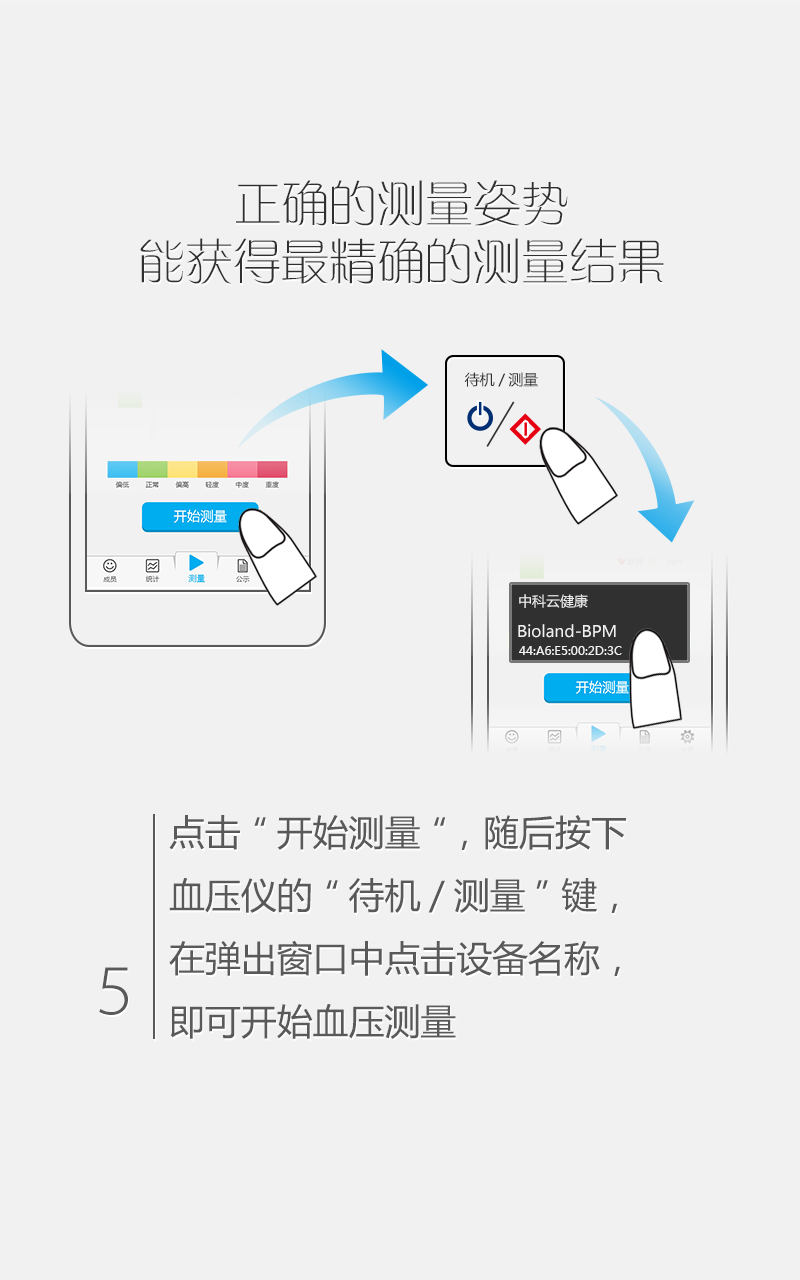 正确的测量姿势
能获得最精确的测量结果
待机 / 测量
偏低 正常 偏高 轻度 中度 重度
开始测量
成员 统计 测量 公示
中科云健康
Bioland-BPM
44:A6:E5:00:2D:3C
开始测量
测量
点击“ 开始测量 “，随后按下
血压仪的“ 待机 / 测量 ”键，
在弹出窗口中点击设备名称，
即可开始血压测量
5